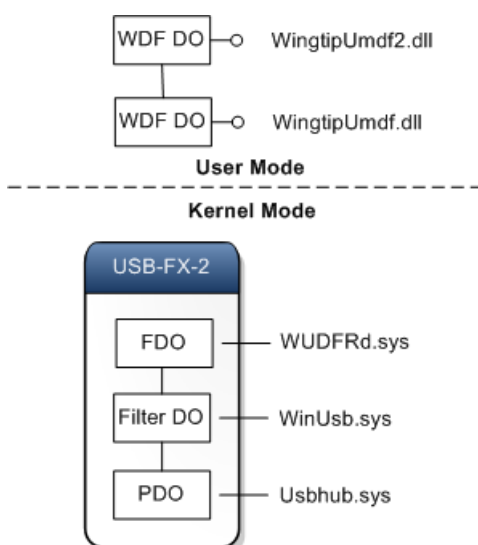 WDF DO WingtipUmdf2.dll
WDF DO WingtipUmdf.dll
User Mode
Kernel Mode
USB-FX-2
FDO WUDFRd.sys
Filter DO WinUsb.sys
PDO Usbhub.sys